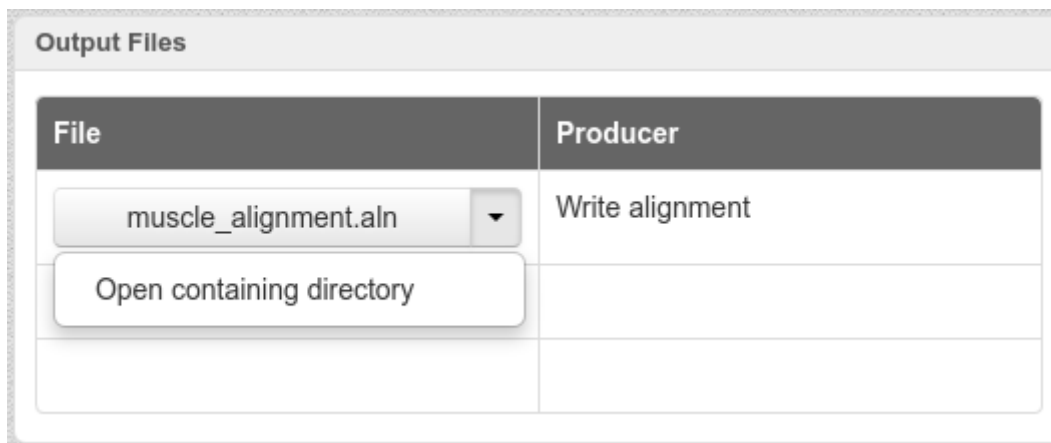 Output Files
File Producer
muscle_alignment.aln Write alignment
Open containing directory